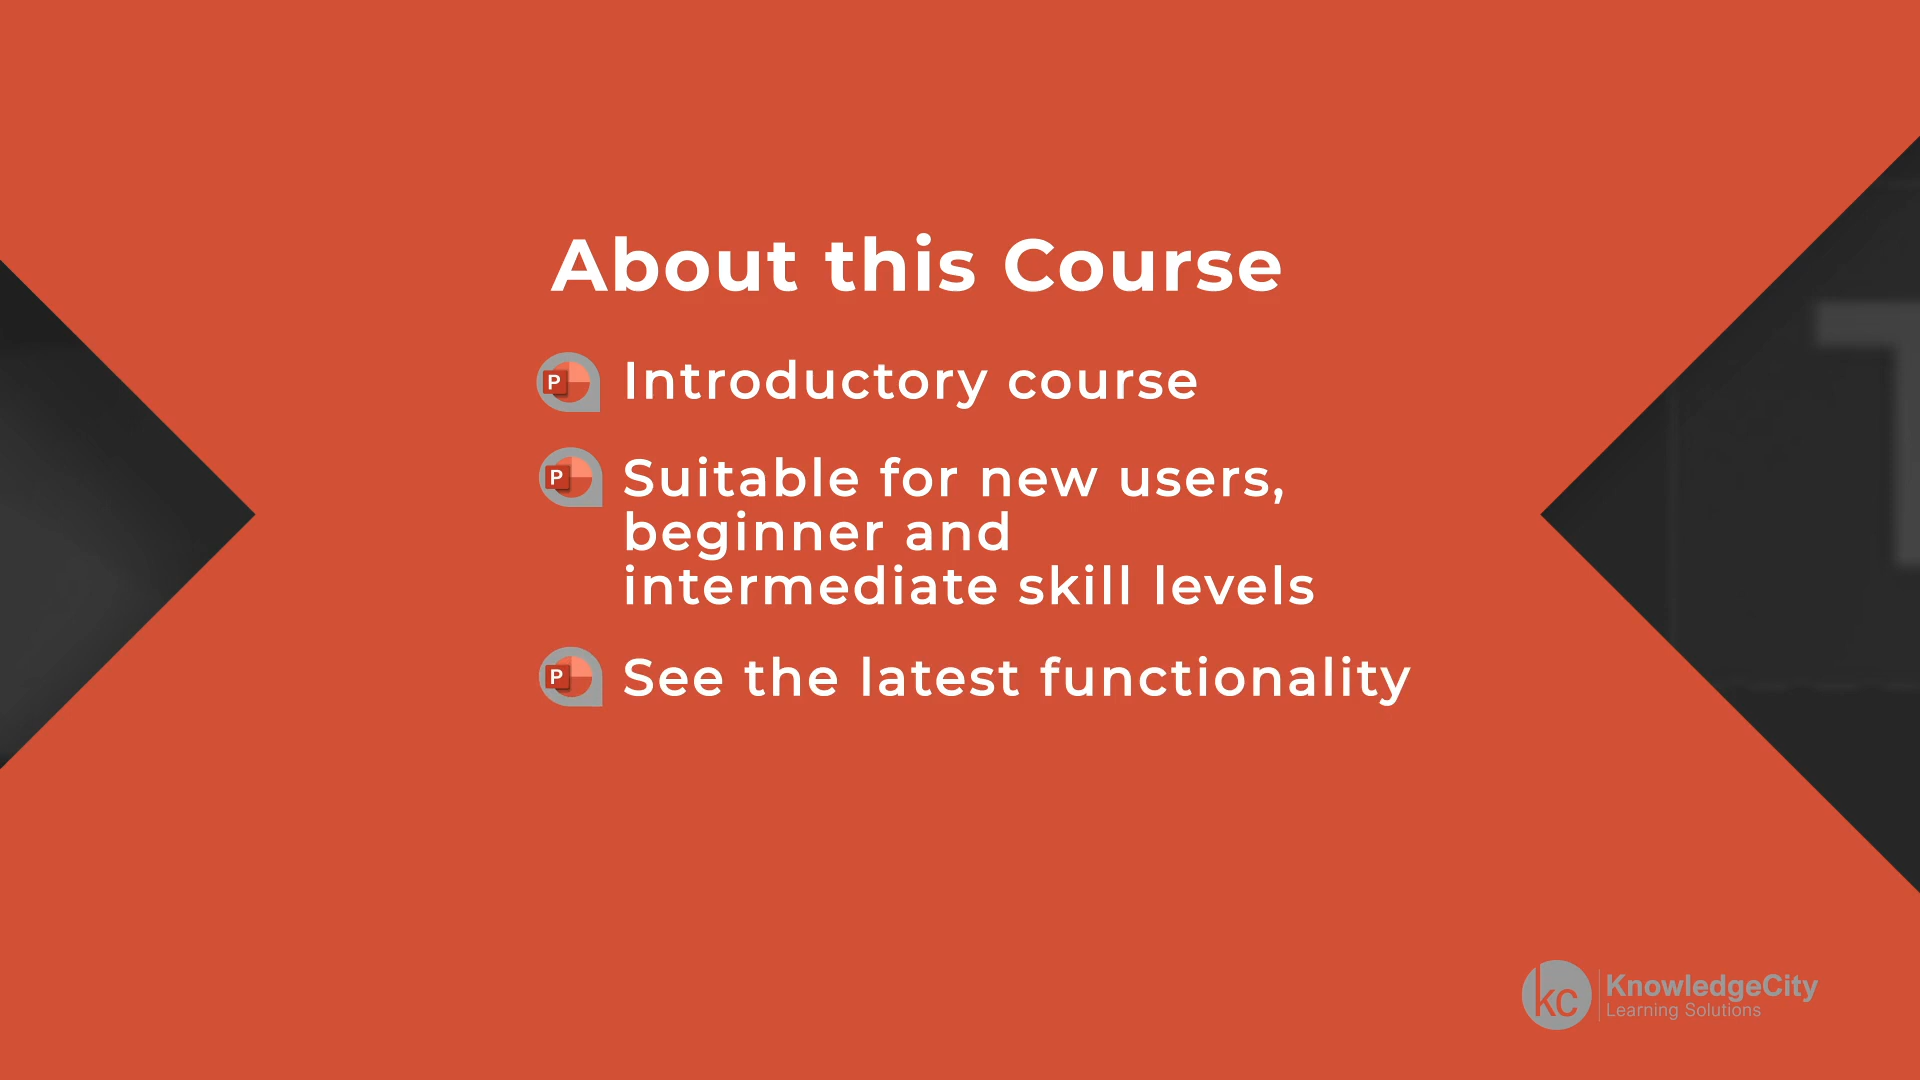 About this Course
P Introductory course
P Suitable for new users,
beginner and
intermediate skill levels
P See the latest functionality
kc KnowledgeCity
Learning Solutions